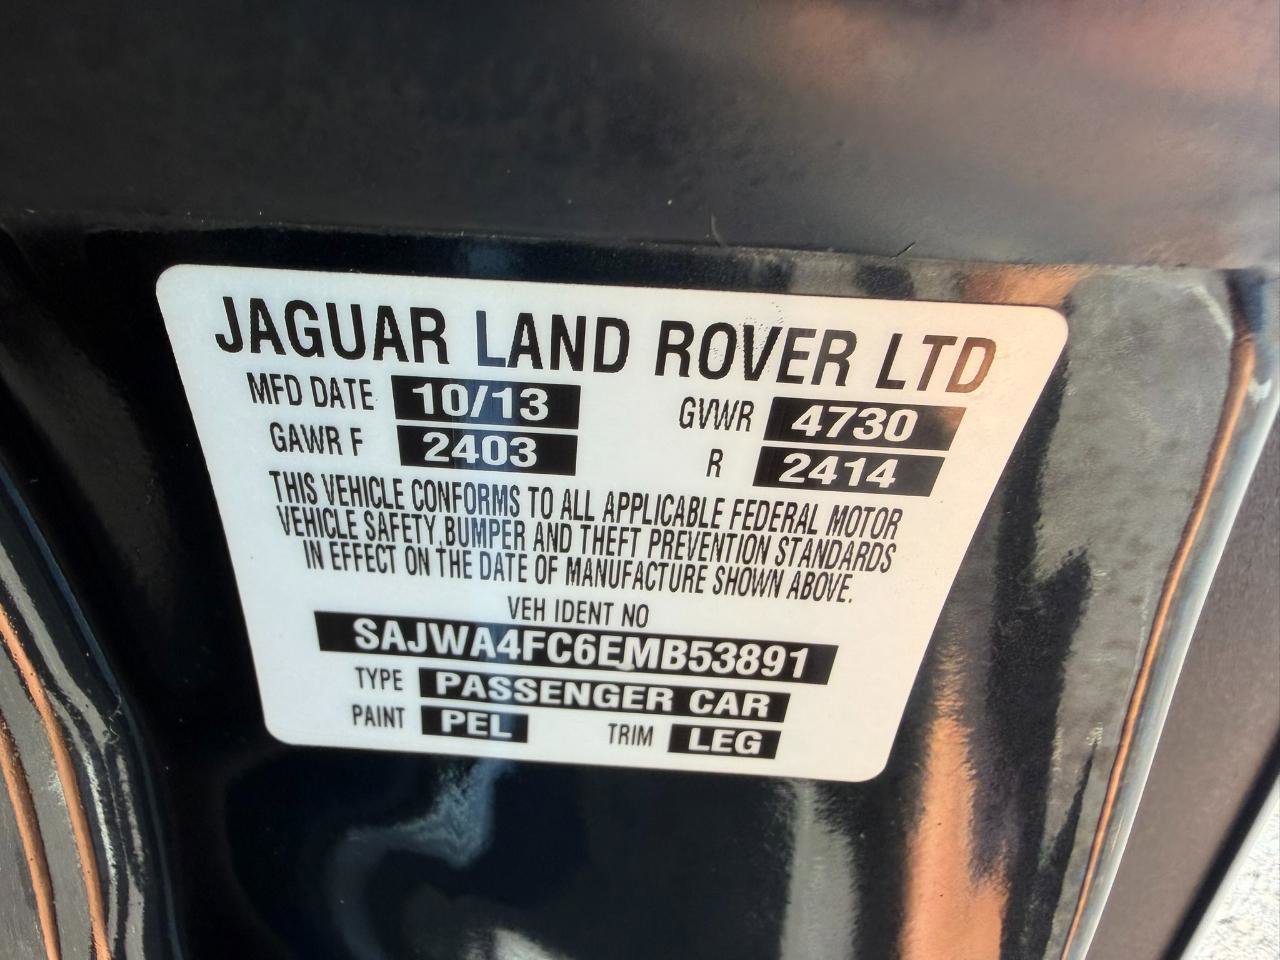 JAGUAR LAND ROVER LTD
MFD DATE 10/13 GVWR 4730
GAWR F 2403 R 2414
THIS VEHICLE CONFORMS TO ALL APPLICABLE FEDERAL MOTOR
VEHICLE SAFETY, BUMPER AND THEFT PREVENTION STANDARDS
IN EFFECT ON THE DATE OF MANUFACTURE SHOWN ABOVE.
VEH IDENT NO
SAJWA4FC6EMB53891
TYPE PASSENGER CAR
PAINT PEL TRIM LEG